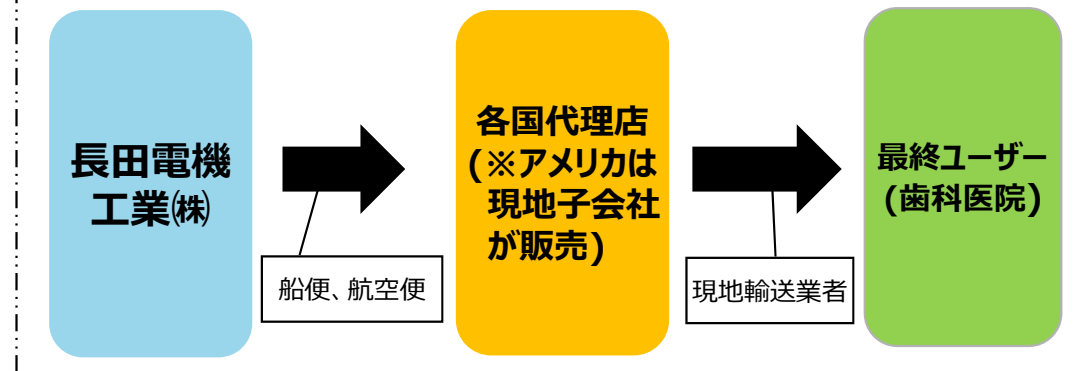 長田電機
工業㈱
船便、航空便
各国代理店
(※アメリカは
現地子会社
が販売)
現地輸送業者
最終ユーザー
(歯科医院)